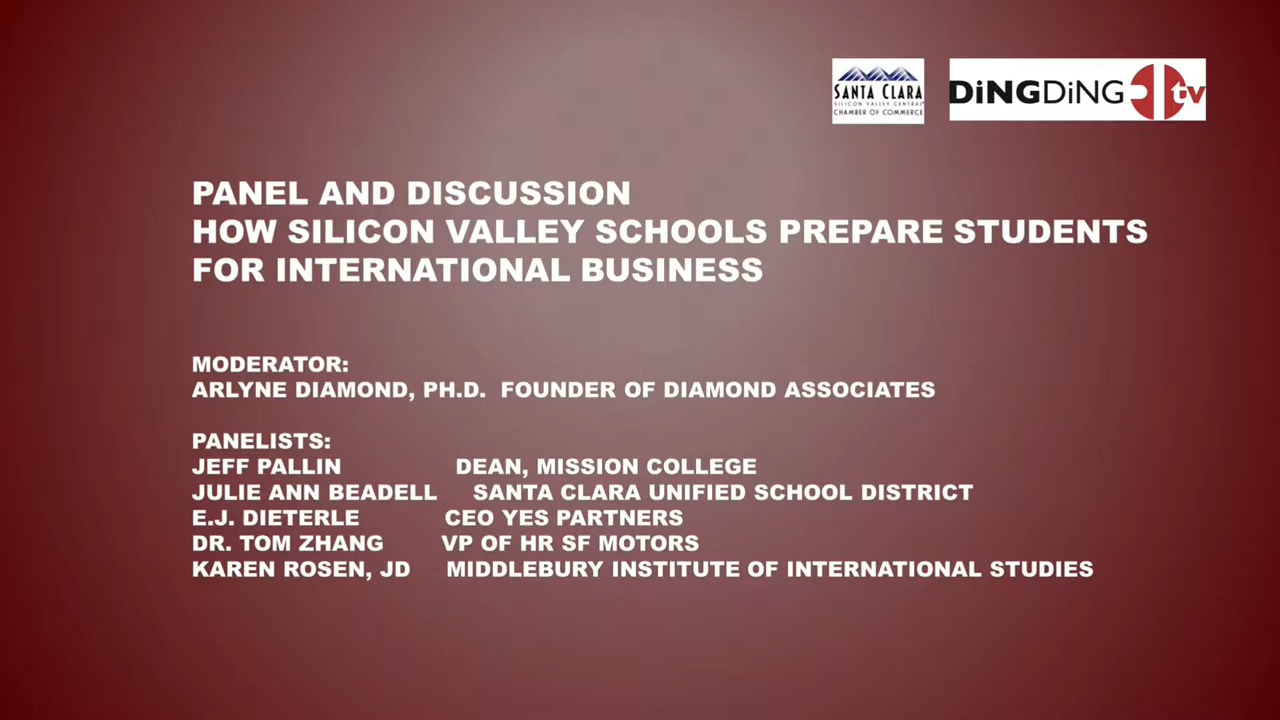 SANTA CLARA
SILICON VALLEY CENTRAL
CHAMBER OF COMMERCE
DiNGDiNG tv
PANEL AND DISCUSSION
HOW SILICON VALLEY SCHOOLS PREPARE STUDENTS
FOR INTERNATIONAL BUSINESS
MODERATOR:
ARLYNE DIAMOND, PH.D. FOUNDER OF DIAMOND ASSOCIATES
PANELISTS:
JEFF PALLIN DEAN, MISSION COLLEGE
JULIE ANN BEADELL SANTA CLARA UNIFIED SCHOOL DISTRICT
E.J. DIETERLE CEO YES PARTNERS
DR. TOM ZHANG VP OF HR SF MOTORS
KAREN ROSEN, JD MIDDLEBURY INSTITUTE OF INTERNATIONAL STUDIES